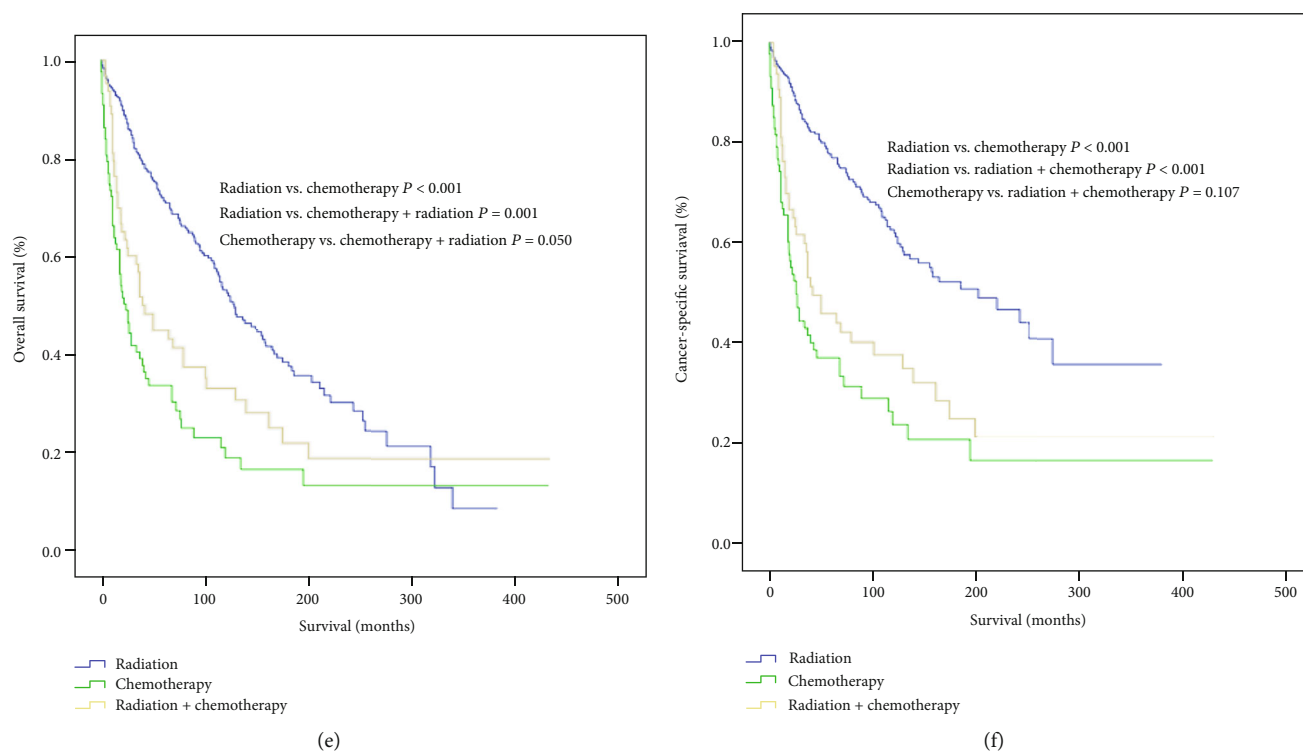 1.0
0.8
0.6
0.4
0.2
0.0
Overall survival (%)
Radiation vs. chemotherapy P < 0.001
Radiation vs. chemotherapy + radiation P = 0.001
Chemotherapy vs. chemotherapy + radiation P = 0.050
0 100 200 300 400 500
Survival (months)
Radiation
Chemotherapy
Radiation + chemotherapy
(e)
1.0
0.8
0.6
0.4
0.2
0.0
Cancer-specific surviaval (%)
Radiation vs. chemotherapy P < 0.001
Radiation vs. radiation + chemotherapy P < 0.001
Chemotherapy vs. radiation + chemotherapy P = 0.107
0 100 200 300 400 500
Survival (months)
Radiation
Chemotherapy
Radiation + chemotherapy
(f)